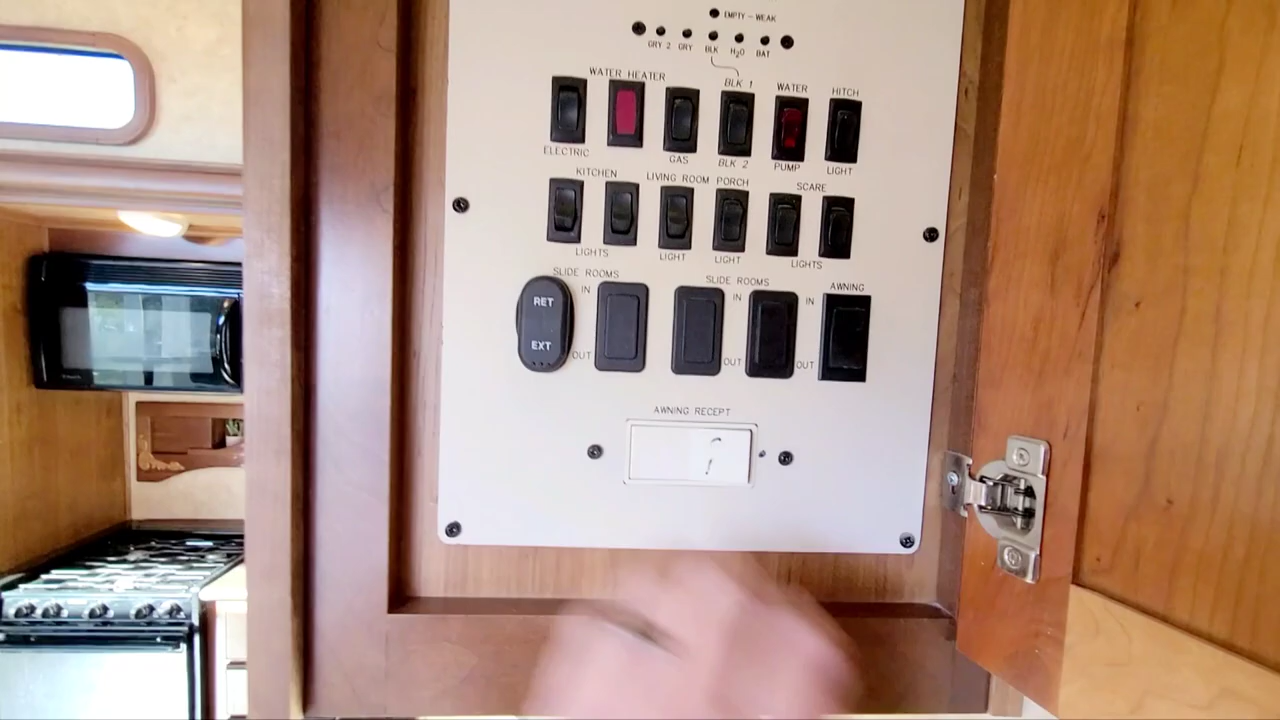 EMPTY - WEAK
GRY 2 GRY BLK H₂O BAT
WATER HEATER BLK 1 WATER HITCH
ELECTRIC GAS BLK 2 PUMP LIGHT
KITCHEN LIVING ROOM PORCH SCARE
LIGHTS LIGHT LIGHT LIGHTS
SLIDE ROOMS SLIDE ROOMS AWNING
IN IN IN
RET
EXT
OUT OUT OUT
AWNING RECEPT